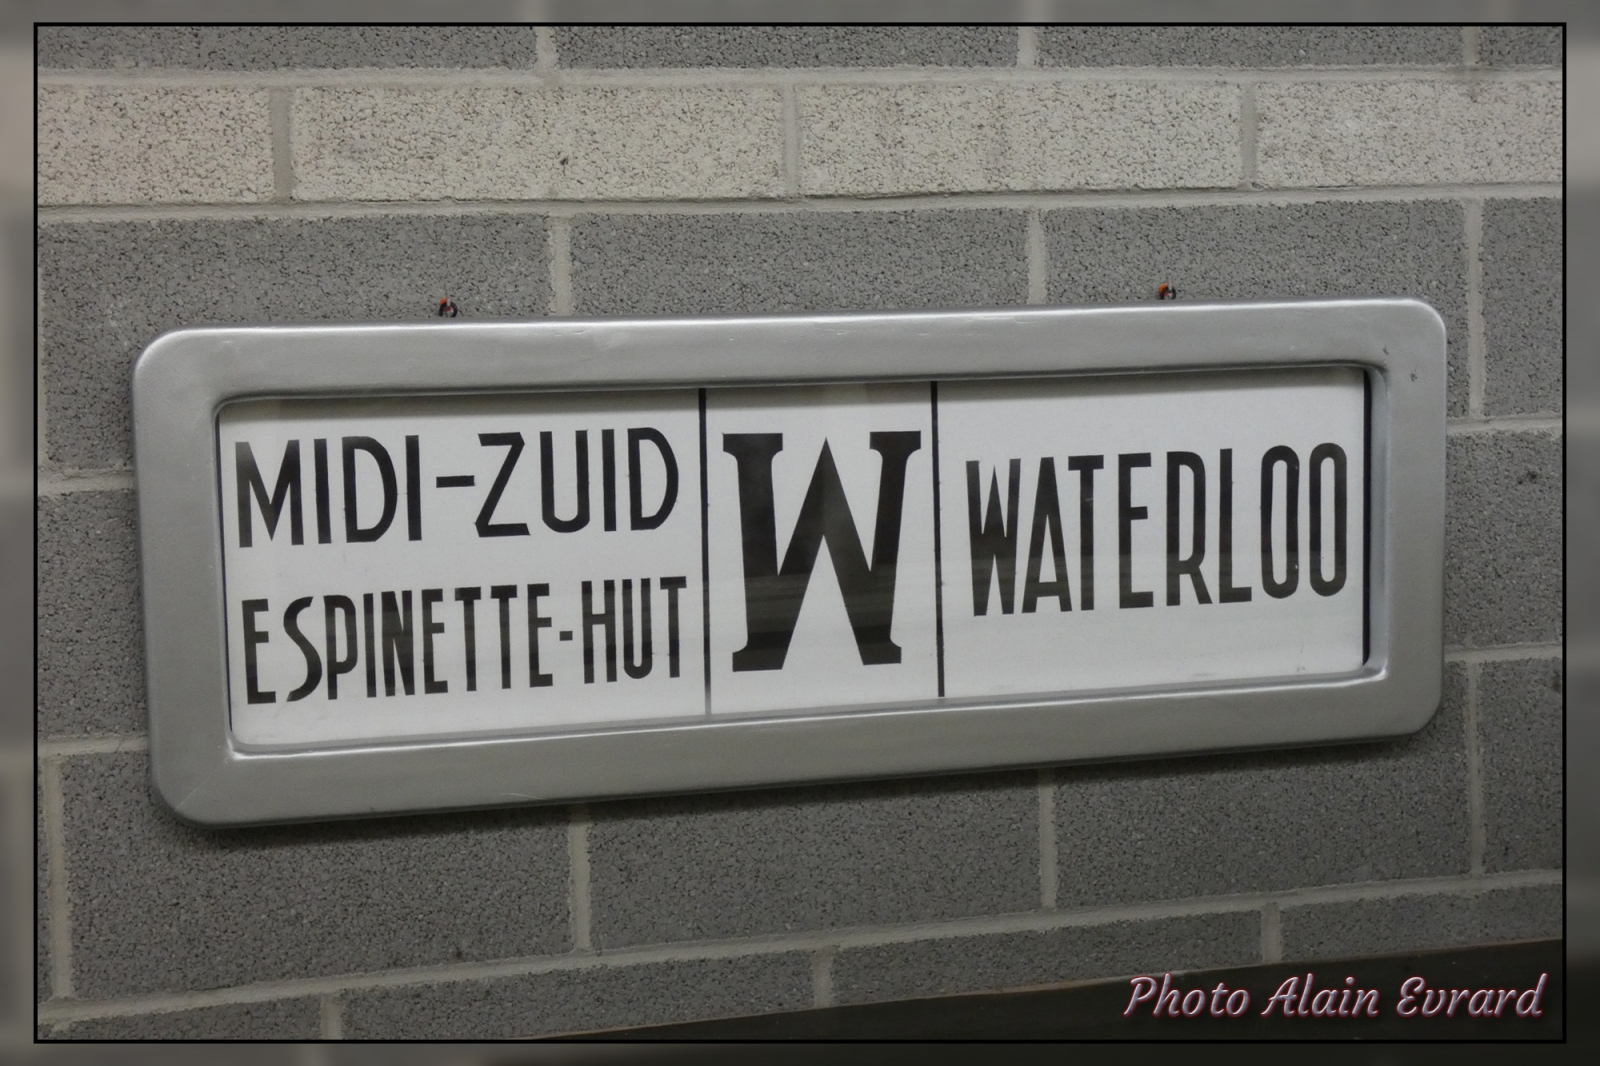 MIDI-ZUID
ESPINETTE-HUT
W
WATERLOO
Photo Alain Evrard